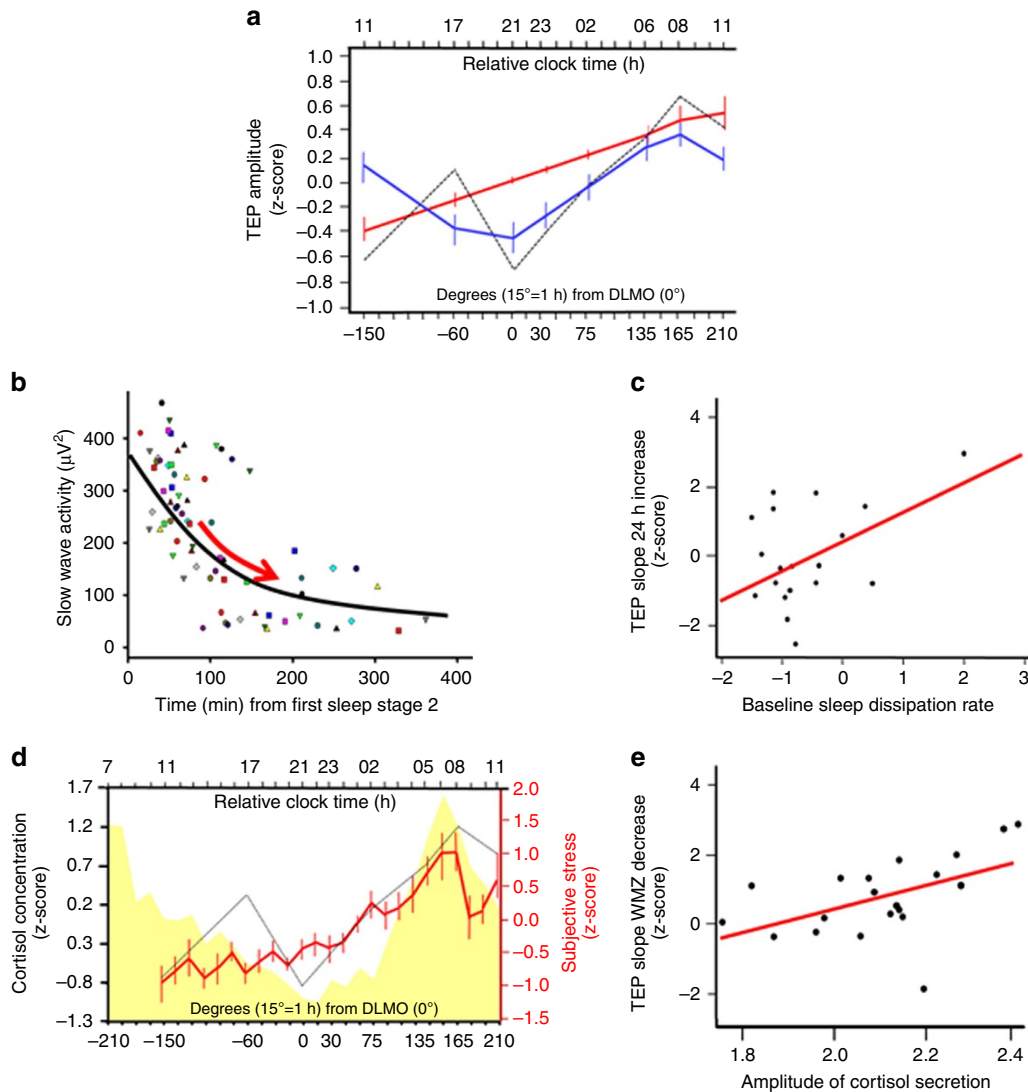 a
11 17 21 23 02 06 08 11
Relative clock time (h)
1.0
0.8
0.6
0.4
0.2
0.0
−0.2
−0.4
−0.6
−0.8
−1.0
TEP amplitude
(z-score)
Degrees (15°=1 h) from DLMO (0°)
−150 −60 0 30 75 135 165 210
b
400
300
200
100
0
Slow wave activity (μV²)
0 100 200 300 400
Time (min) from first sleep stage 2
c
4
2
0
−2
TEP slope 24 h increase
(z-score)
−2 −1 0 1 2 3
Baseline sleep dissipation rate
d
7 11 17 21 23 02 05 08 11
Relative clock time (h)
1.7
1.2
0.7
0.2
0.3
−0.8
−1.3
Cortisol concentration
(z-score)
2.0
1.5
1.0
0.5
0.0
−0.5
−1.0
−1.5
Subjective stress
(z-score)
Degrees (15°=1 h) from DLMO (0°)
−210 −150 −60 0 30 75 135 165 210
e
4
2
0
−2
TEP slope WMZ decrease
(z-score)
1.8 2.0 2.2 2.4
Amplitude of cortisol secretion